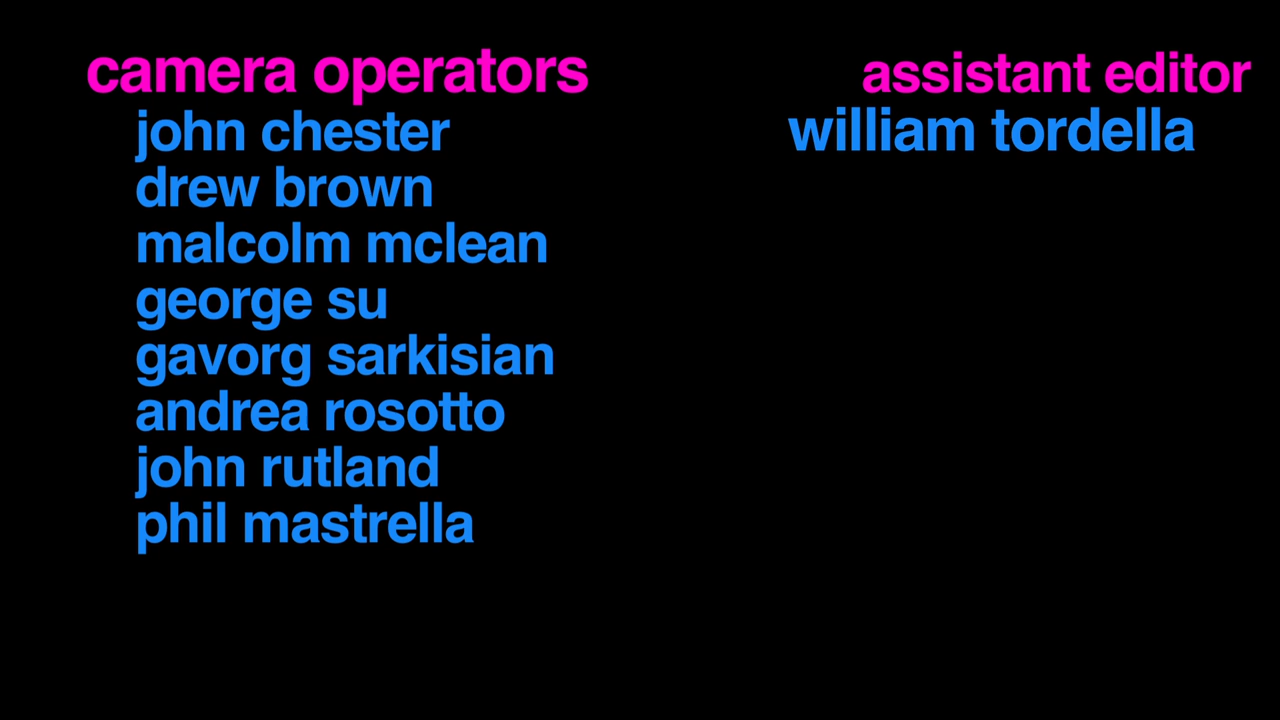 camera operators
john chester
drew brown
malcolm mclean
george su
gavorg sarkisian
andrea rosotto
john rutland
phil mastrella
assistant editor
william tordella